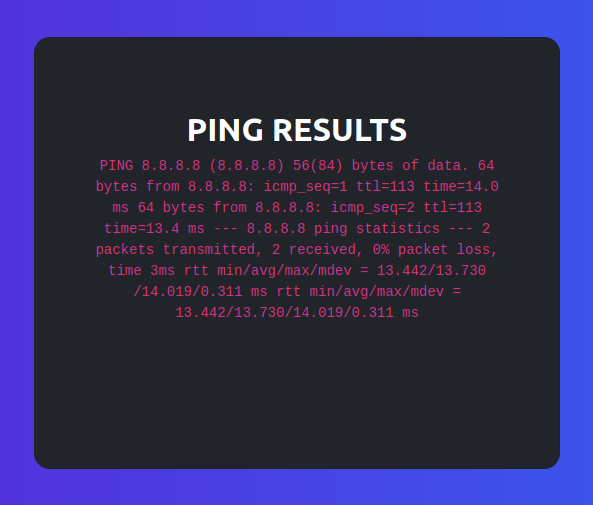 PING RESULTS
PING 8.8.8.8 (8.8.8.8) 56(84) bytes of data. 64
bytes from 8.8.8.8: icmp_seq=1 ttl=113 time=14.0
ms 64 bytes from 8.8.8.8: icmp_seq=2 ttl=113
time=13.4 ms --- 8.8.8.8 ping statistics --- 2
packets transmitted, 2 received, 0% packet loss,
time 3ms rtt min/avg/max/mdev = 13.442/13.730
/14.019/0.311 ms rtt min/avg/max/mdev =
13.442/13.730/14.019/0.311 ms